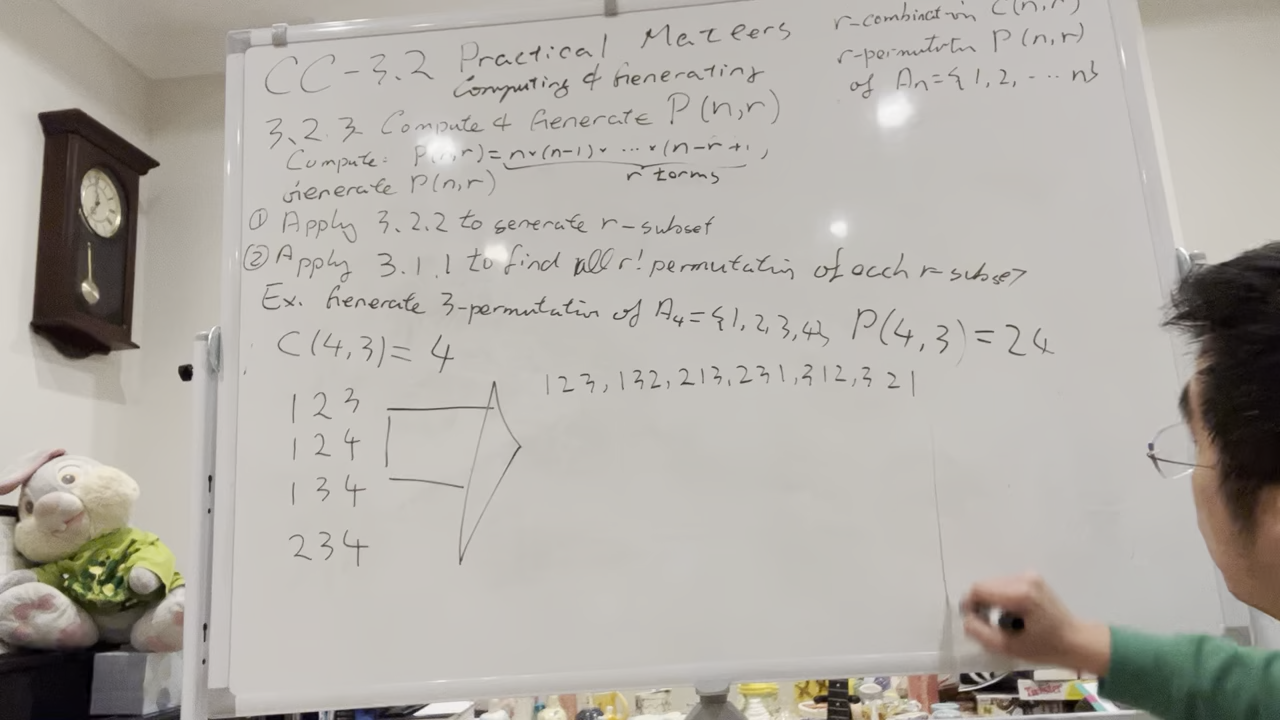 CC-3.2 Practical Matters
Computing & Generating
r-combination C(n,r)
r-permutatn P(n,r)
of An={1,2,...n}
3.2.3 Compute & Generate P(n,r)
Compute: P(n,r)=n×(n-1)×...×(n-r+1,
r terms
Generate P(n,r)
① Apply 3.2.2 to generate r-subset
② Apply 3.1.1 to find all r! permutatin of each r-subset
Ex. Generate 3-permutation of A4={1,2,3,4}, P(4,3)=24
C(4,3)=4
123,132,213,231,312,321
123
124
134
234